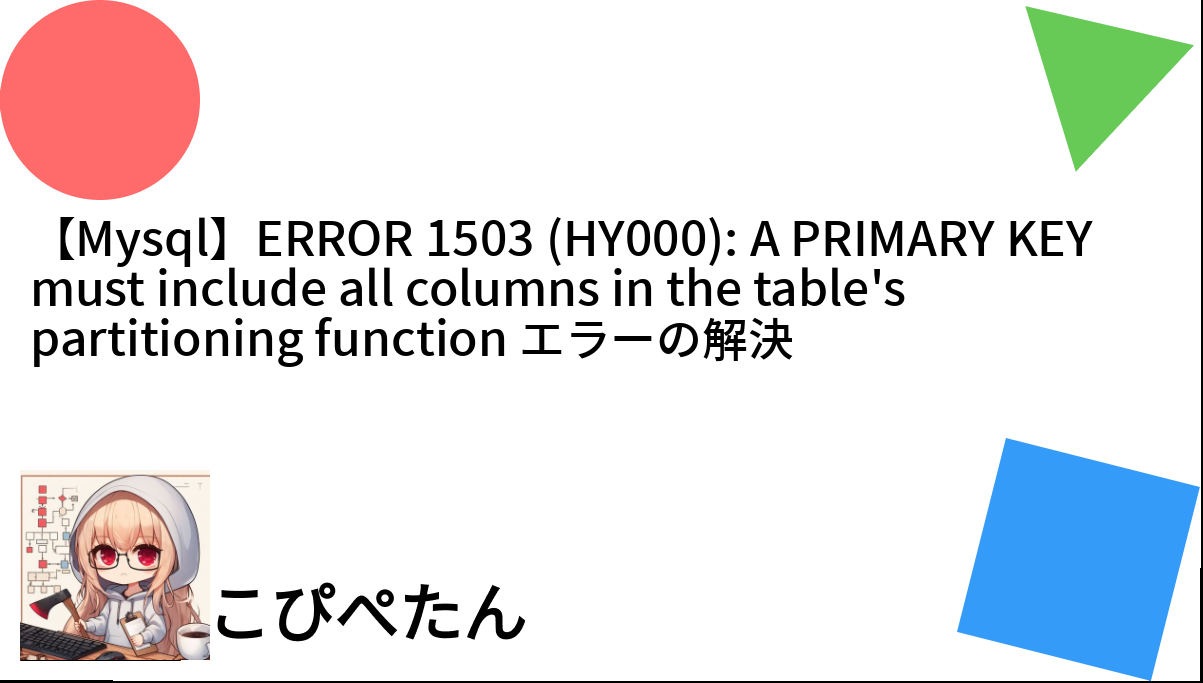 【Mysql】ERROR 1503 (HY000): A PRIMARY KEY
must include all columns in the table's
partitioning function エラーの解決
こぴぺたん